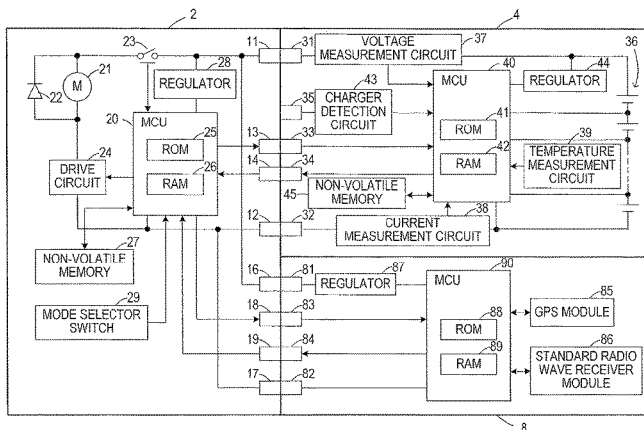 2
4
23
11
31
VOLTAGE
MEASUREMENT CIRCUIT
37
36
21
M
22
28
REGULATOR
40
MCU
44
REGULATOR
20
MCU
43
35
CHARGER
DETECTION
CIRCUIT
25
ROM
41
ROM
13
33
39
TEMPERATURE
MEASUREMENT
CIRCUIT
24
DRIVE
CIRCUIT
26
RAM
14
34
42
RAM
45
NON-VOLATILE
MEMORY
12
32
38
CURRENT
MEASUREMENT CIRCUIT
27
NON-VOLATILE
MEMORY
16
81
87
REGULATOR
90
MCU
29
MODE SELECTOR
SWITCH
18
83
85
GPS MODULE
88
ROM
19
84
86
STANDARD RADIO
WAVE RECEIVER
MODULE
89
RAM
17
82
8